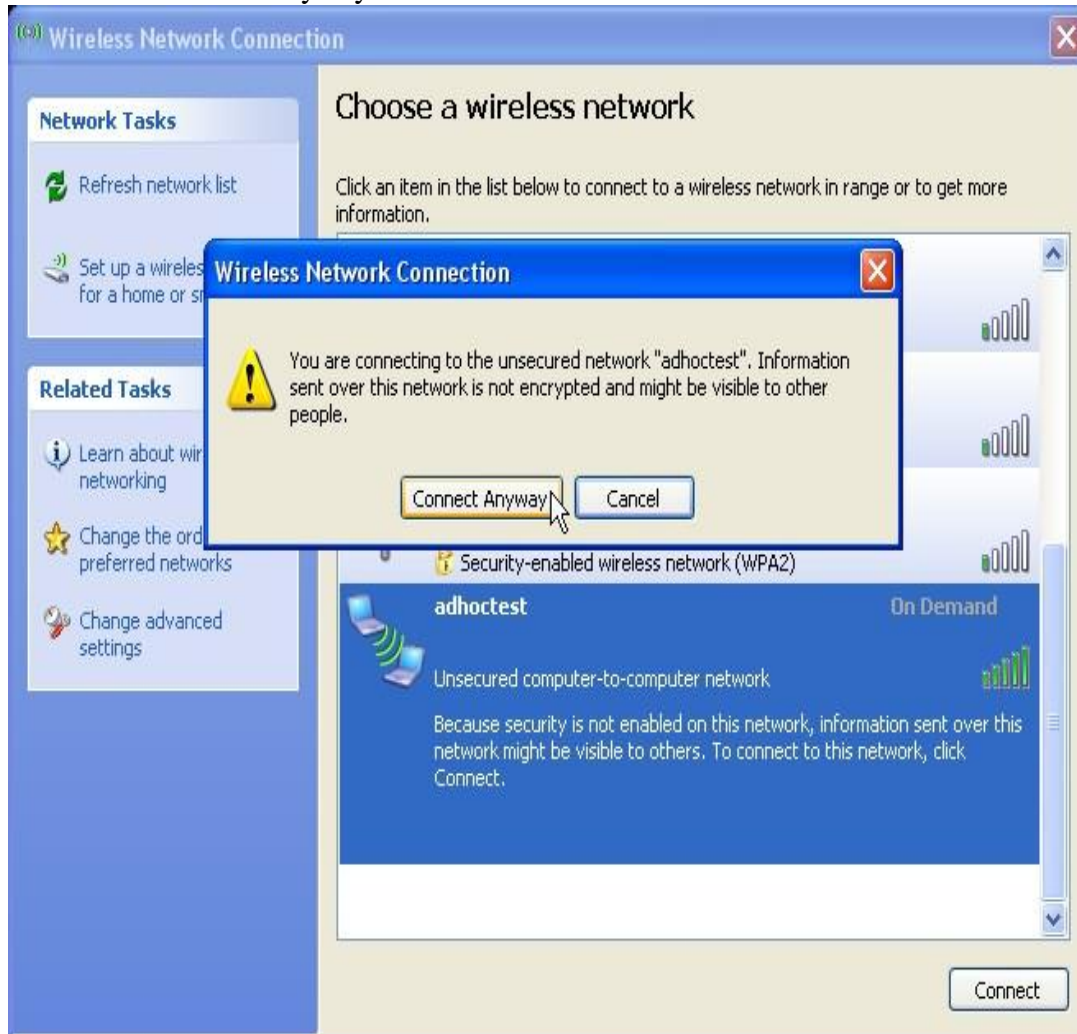 Wireless Network Connection
Network Tasks
Refresh network list
Set up a wireles
for a home or sm
Related Tasks
Learn about wir
networking
Change the ord
preferred networks
Change advanced
settings
Choose a wireless network
Click an item in the list below to connect to a wireless network in range or to get more
information.
Wireless Network Connection
You are connecting to the unsecured network "adhoctest". Information
sent over this network is not encrypted and might be visible to other
people.
Connect Anyway
Cancel
Security-enabled wireless network (WPA2)
adhoctest
On Demand
Unsecured computer-to-computer network
Because security is not enabled on this network, information sent over this
network might be visible to others. To connect to this network, click
Connect.
Connect